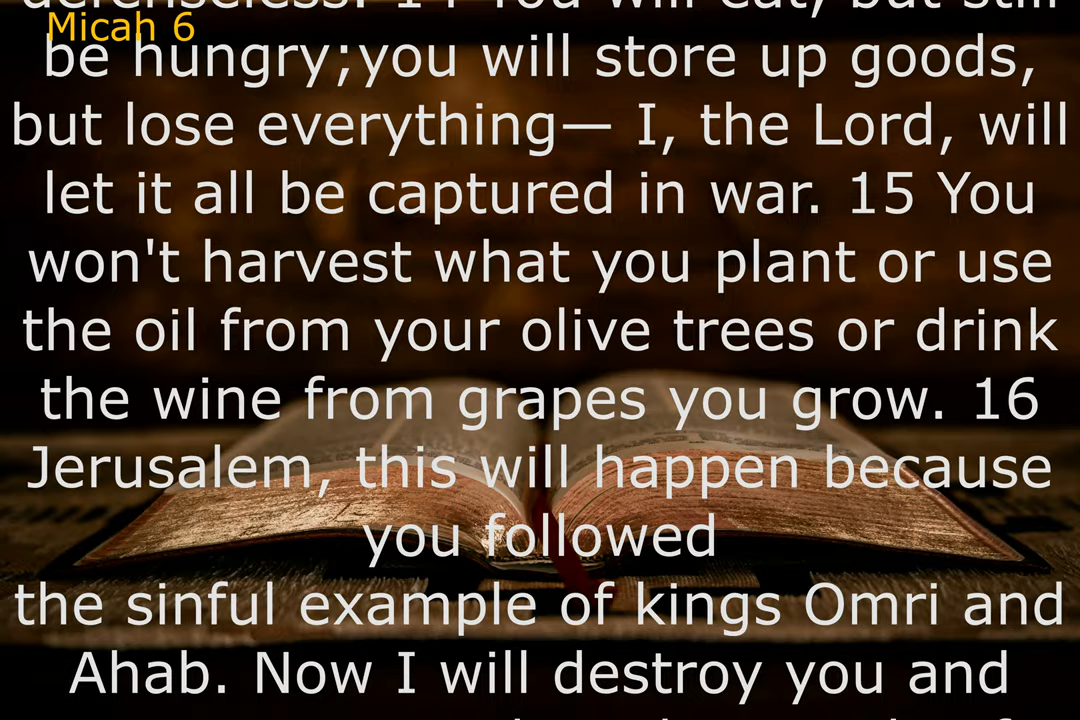 defenseless. 14 You will eat, but still
Micah 6
be hungry;you will store up goods,
but lose everything— I, the Lord, will
let it all be captured in war. 15 You
won't harvest what you plant or use
the oil from your olive trees or drink
the wine from grapes you grow. 16
Jerusalem, this will happen because
you followed
the sinful example of kings Omri and
Ahab. Now I will destroy you and